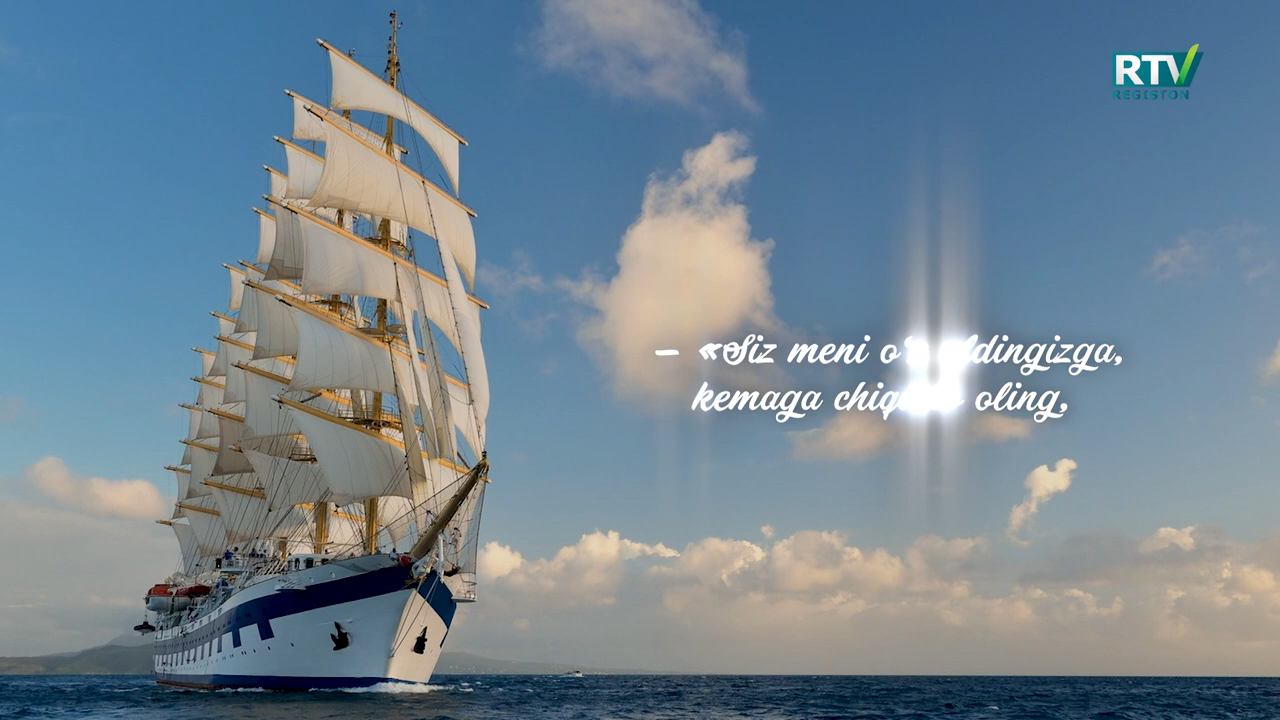 RTV
REGISTON
– «Siz meni
kemaga oling,